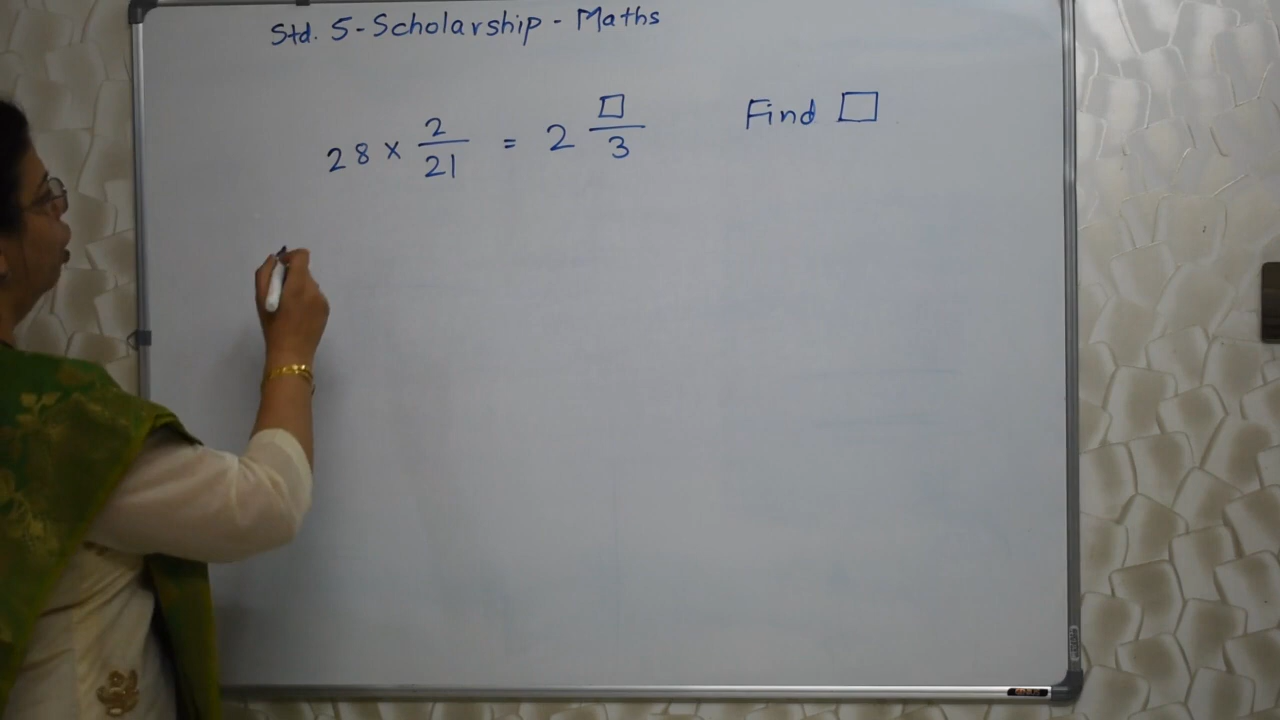 Std. 5 - Scholarship - Maths
28 × 2/21 = 2 □/3 Find □